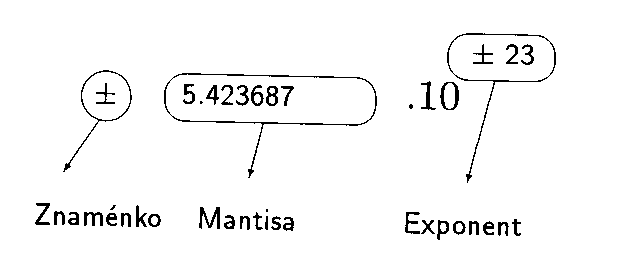 ± 5.423687 .10 ± 23
Znaménko Mantisa Exponent